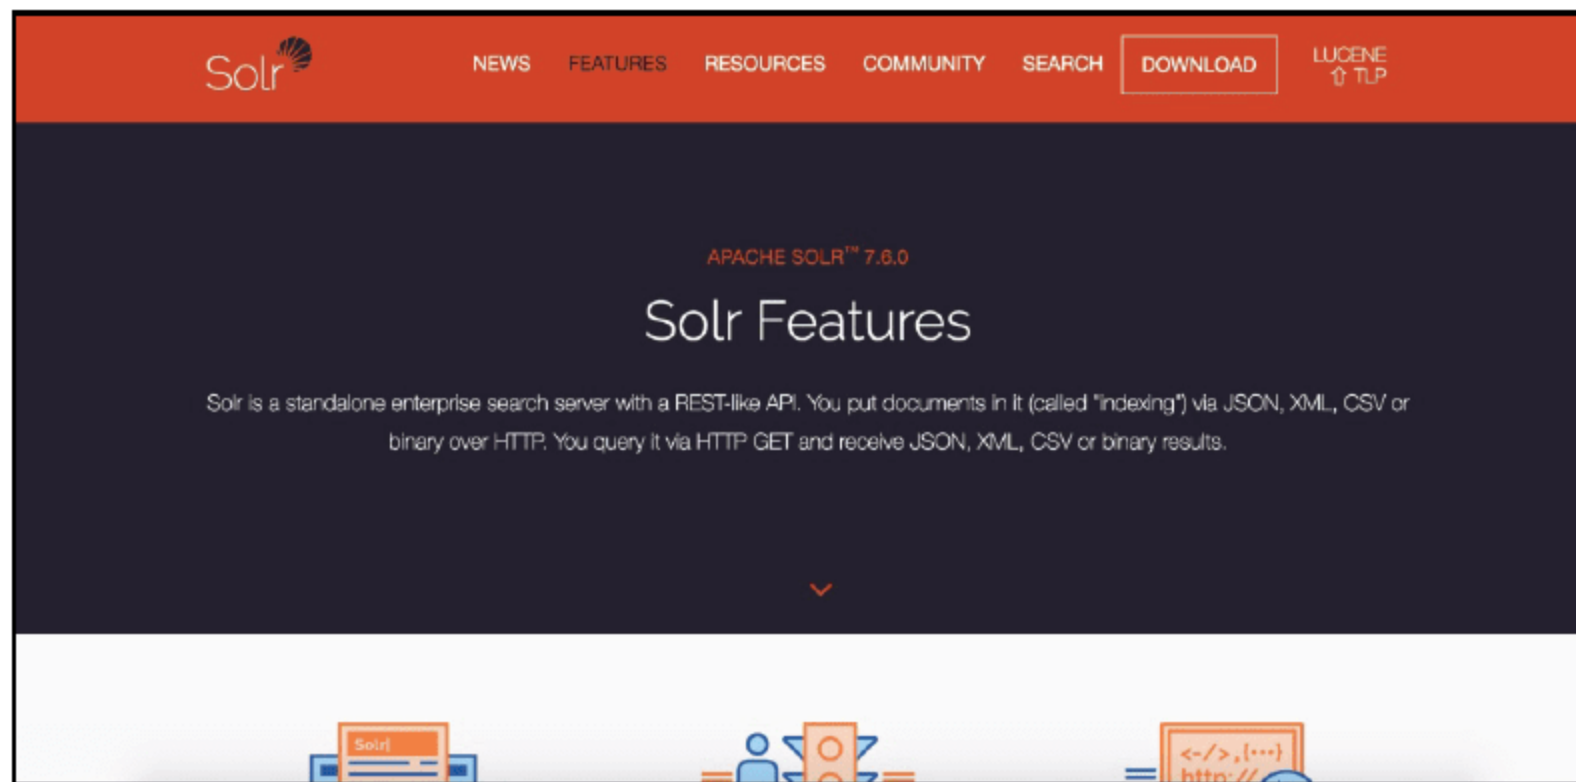 Solr
NEWS FEATURES RESOURCES COMMUNITY SEARCH DOWNLOAD LUCENE
⇧ TLP
APACHE SOLR™ 7.6.0
Solr Features
Solr is a standalone enterprise search server with a REST-like API. You put documents in it (called "indexing") via JSON, XML, CSV or
binary over HTTP. You query it via HTTP GET and receive JSON, XML, CSV or binary results.
Solr|
<-/>,{···}
http://